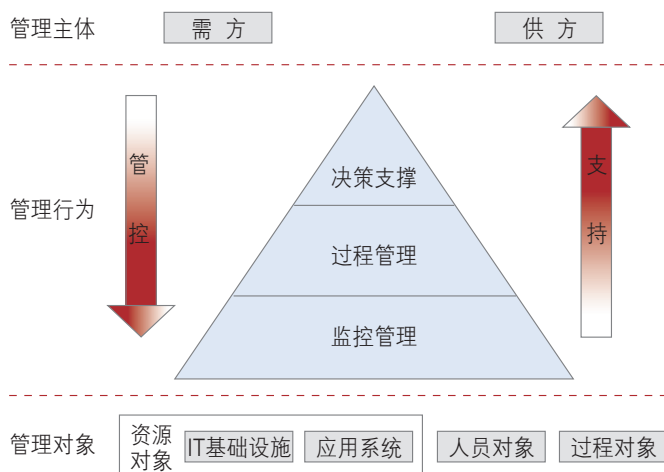 管理主体
需 方
供 方
管理行为
管
控
决策支撑
过程管理
监控管理
支
持
管理对象
资源
对象
IT基础设施
应用系统
人员对象
过程对象